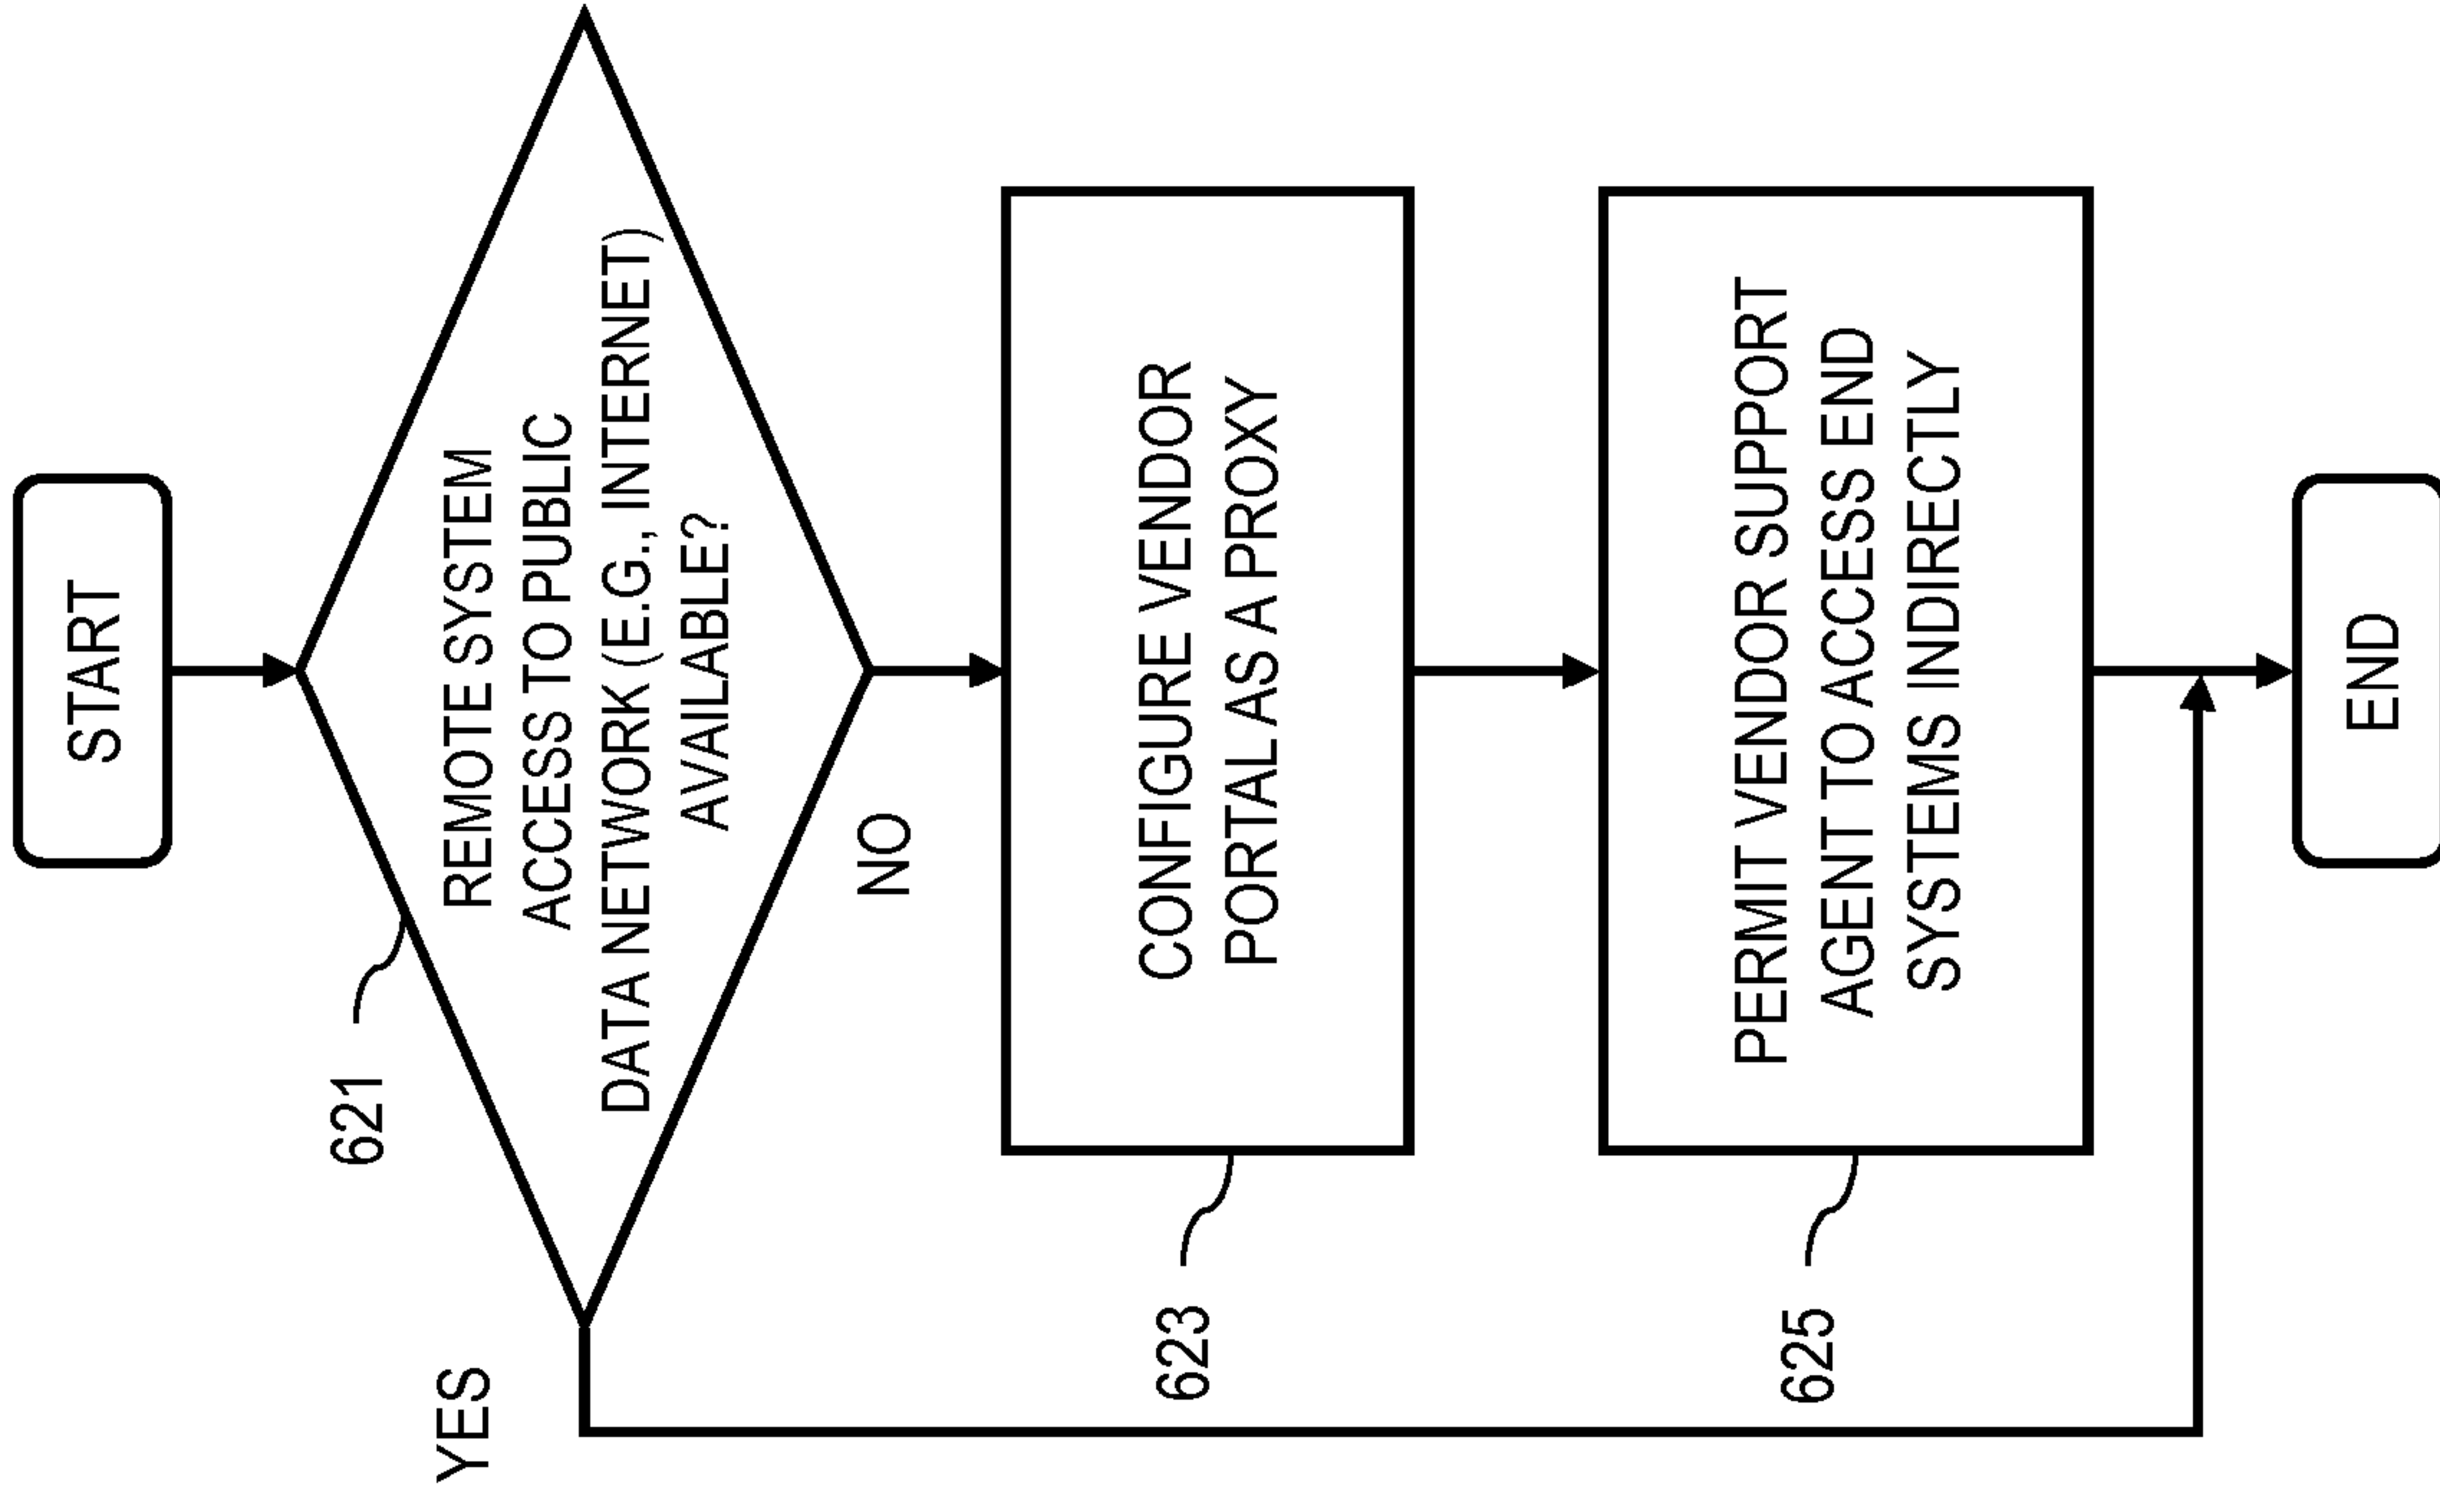 START
621
REMOTE SYSTEM
ACCESS TO PUBLIC
DATA NETWORK (E.G., INTERNET)
AVAILABLE?
YES
NO
623
CONFIGURE VENDOR
PORTAL AS A PROXY
625
PERMIT VENDOR SUPPORT
AGENT TO ACCESS END
SYSTEMS INDIRECTLY
END